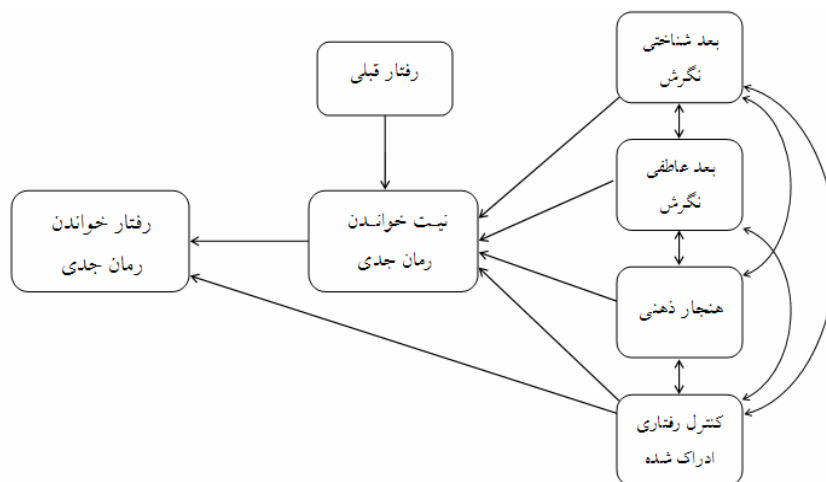 بعد شناختی
نگرش
رفتار قبلی
بعد عاطفی
نگرش
نیت خواندن
رمان جدی
رفتار خواندن
رمان جدی
هنجار ذهنی
کنترل رفتاری
ادراک شده